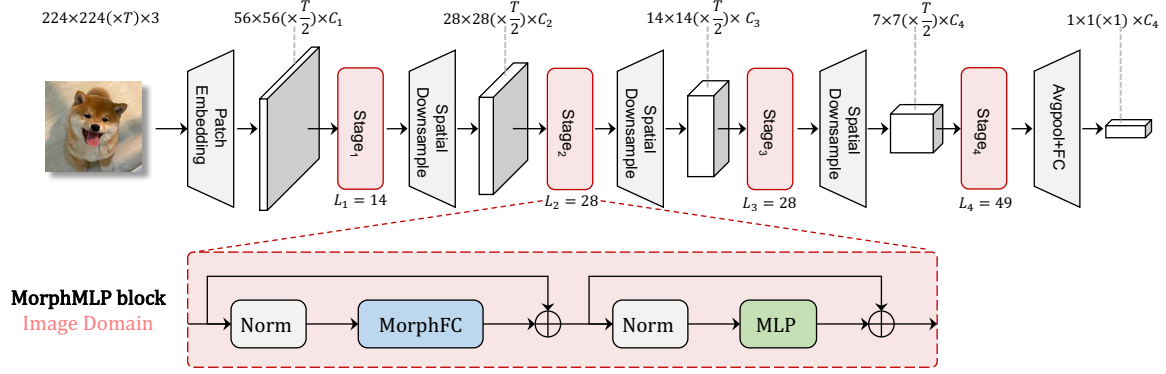 224×224(×T)×3
56×56(×T/2)×C₁
28×28(×T/2)×C₂
14×14(×T/2)× C₃
7×7(×T/2)×C₄
1×1(×1) ×C₄
Patch
Embedding
Stage₁
Spatial
Downsample
Stage₂
Spatial
Downsample
Stage₃
Spatial
Downsample
Stage₄
Avgpool+FC
L₁ = 14
L₂ = 28
L₃ = 28
L₄ = 49
MorphMLP block
Image Domain
Norm
MorphFC
Norm
MLP